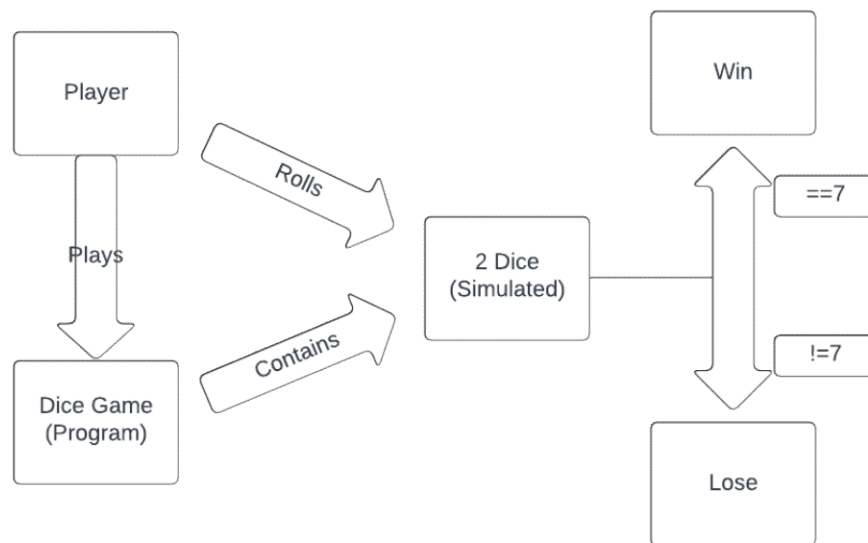 Player
Win
Rolls
==7
Plays
2 Dice
(Simulated)
Contains
!=7
Dice Game
(Program)
Lose